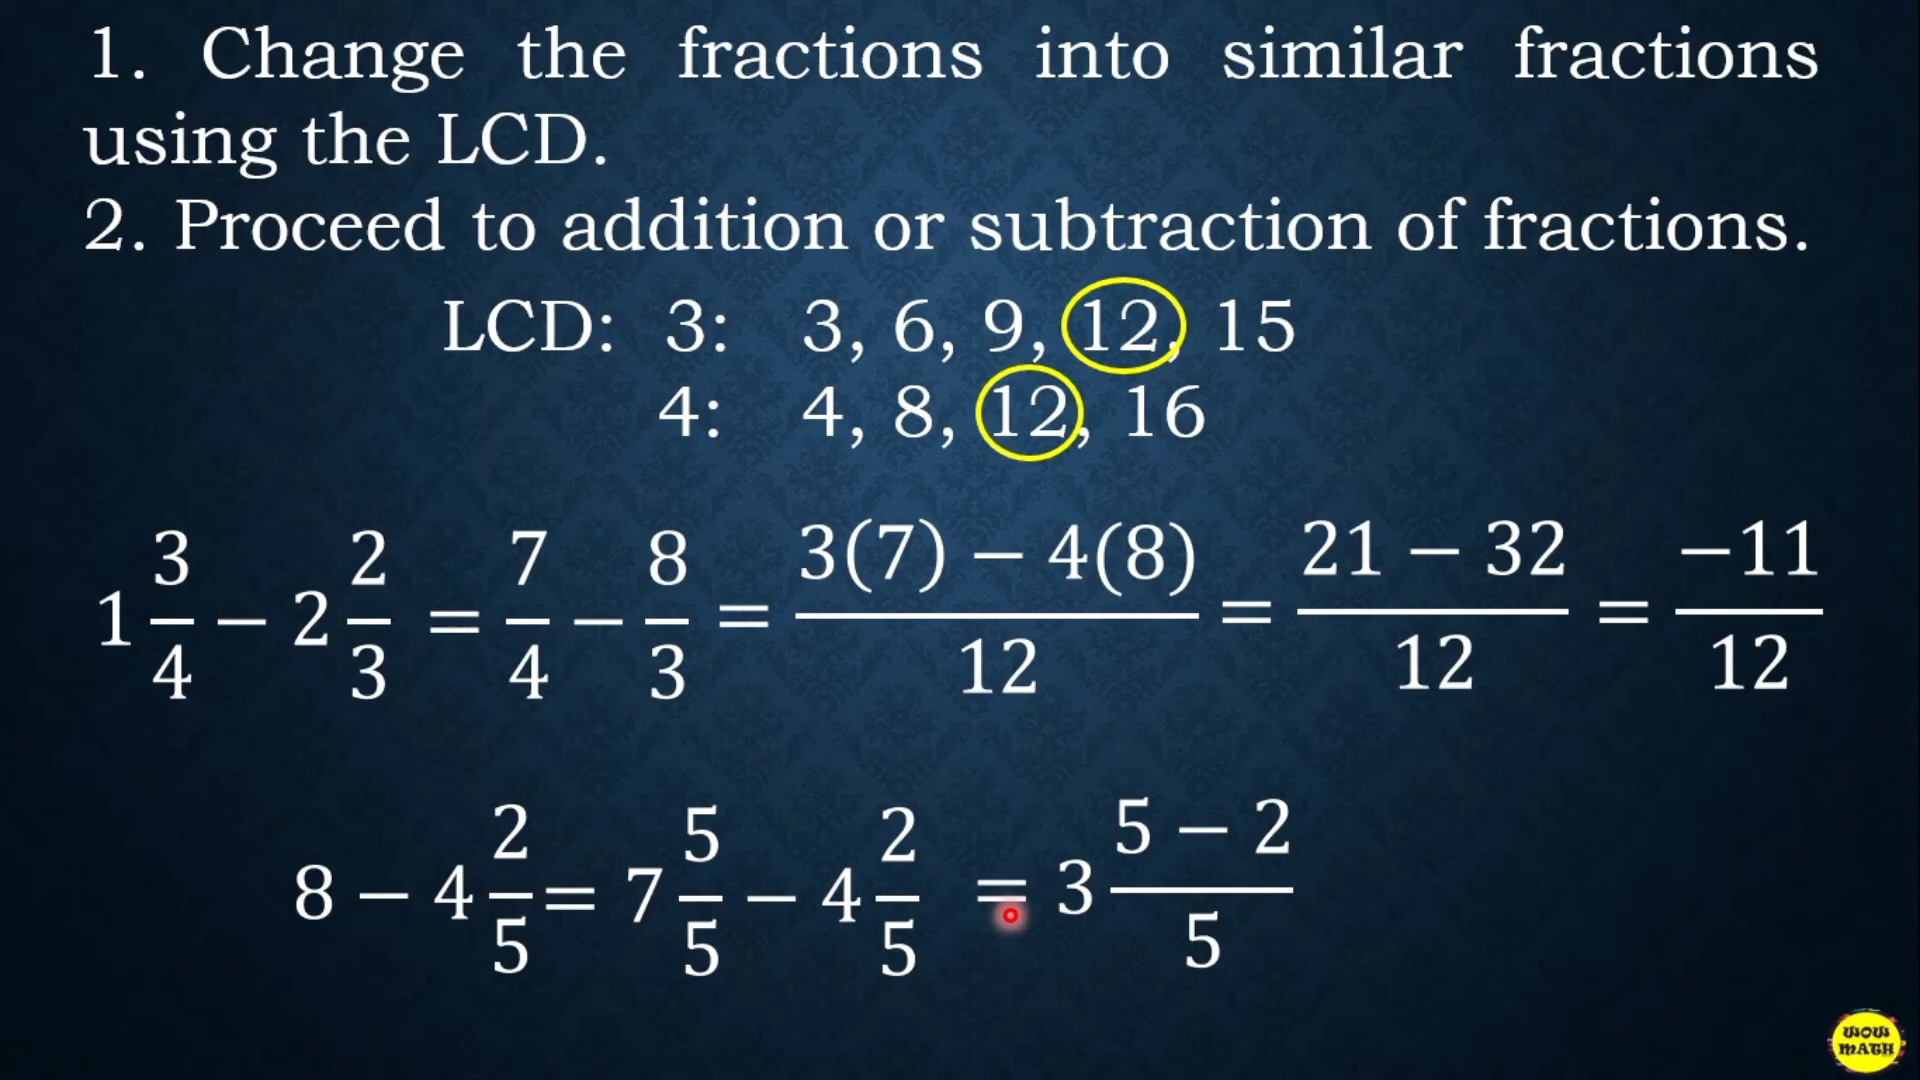 1. Change the fractions into similar fractions
using the LCD.
2. Proceed to addition or subtraction of fractions.
LCD: 3: 3, 6, 9, 12, 15
4: 4, 8, 12, 16
1 3/4 − 2 2/3 = 7/4 − 8/3 = (3(7) − 4(8))/12 = (21 − 32)/12 = −11/12
8 − 4 2/5 = 7 5/5 − 4 2/5 = 3 (5 − 2)/5
WOW
MATH